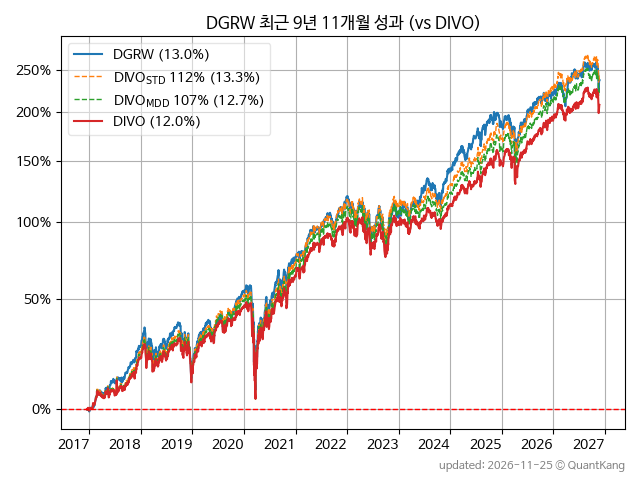 DGRW 최근 9년 11개월 성과 (vs DIVO)
DGRW (13.0%)
DIVO_STD 112% (13.3%)
DIVO_MDD 107% (12.7%)
DIVO (12.0%)
250%
200%
150%
100%
50%
0%
2017 2018 2019 2020 2021 2022 2023 2024 2025 2026 2027
updated: 2026-11-25 © QuantKang